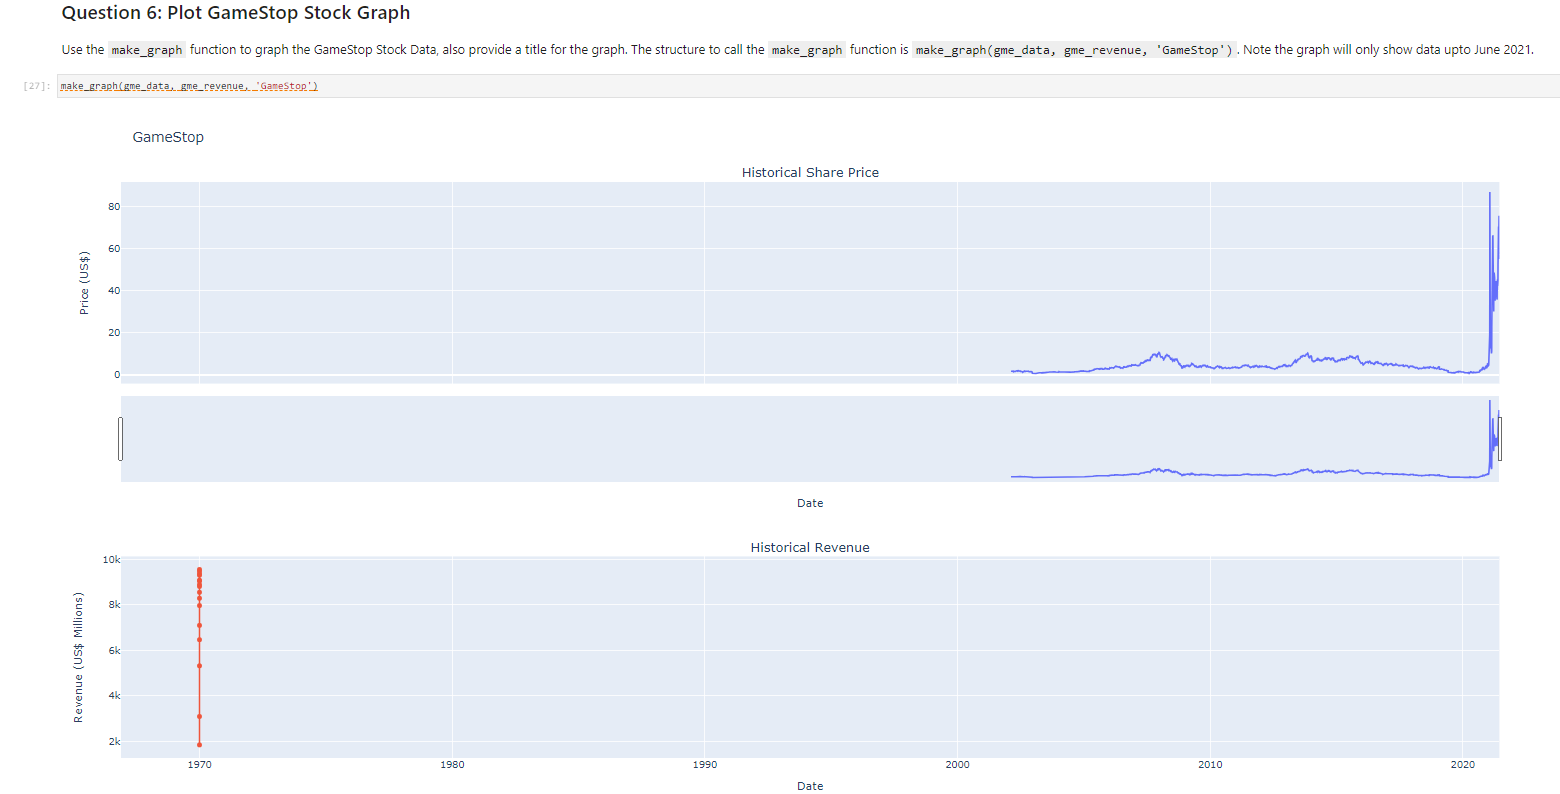 Question 6: Plot GameStop Stock Graph
Use the make_graph function to graph the GameStop Stock Data, also provide a title for the graph. The structure to call the make_graph function is make_graph(gme_data, gme_revenue, 'GameStop'). Note the graph will only show data upto June 2021.
[27]: make_graph(gme_data, gme_revenue, 'GameStop')
GameStop
Historical Share Price
80
60
40
20
0
Price (US$)
Date
Historical Revenue
10k
8k
6k
4k
2k
Revenue (US$ Millions)
1970 1980 1990 2000 2010 2020
Date